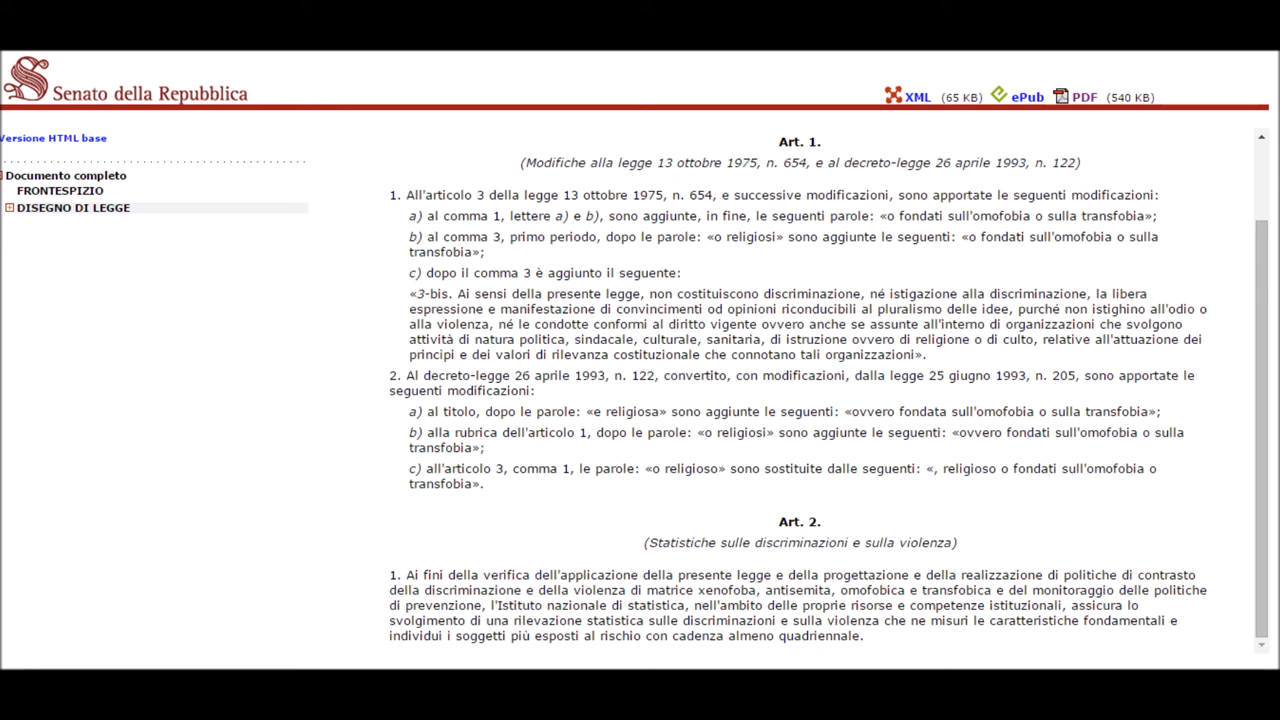 Senato della Repubblica
XML (65 KB) ePub PDF (540 KB)
Versione HTML base
Documento completo
FRONTESPIZIO
DISEGNO DI LEGGE
Art. 1.
(Modifiche alla legge 13 ottobre 1975, n. 654, e al decreto-legge 26 aprile 1993, n. 122)
1. All'articolo 3 della legge 13 ottobre 1975, n. 654, e successive modificazioni, sono apportate le seguenti modificazioni:
a) al comma 1, lettere a) e b), sono aggiunte, in fine, le seguenti parole: «o fondati sull'omofobia o sulla transfobia»;
b) al comma 3, primo periodo, dopo le parole: «o religiosi» sono aggiunte le seguenti: «o fondati sull'omofobia o sulla
transfobia»;
c) dopo il comma 3 è aggiunto il seguente:
«3-bis. Ai sensi della presente legge, non costituiscono discriminazione, né istigazione alla discriminazione, la libera
espressione e manifestazione di convincimenti od opinioni riconducibili al pluralismo delle idee, purché non istighino all'odio o
alla violenza, né le condotte conformi al diritto vigente ovvero anche se assunte all'interno di organizzazioni che svolgono
attività di natura politica, sindacale, culturale, sanitaria, di istruzione ovvero di religione o di culto, relative all'attuazione dei
principi e dei valori di rilevanza costituzionale che connotano tali organizzazioni».
2. Al decreto-legge 26 aprile 1993, n. 122, convertito, con modificazioni, dalla legge 25 giugno 1993, n. 205, sono apportate le
seguenti modificazioni:
a) al titolo, dopo le parole: «e religiosa» sono aggiunte le seguenti: «ovvero fondata sull'omofobia o sulla transfobia»;
b) alla rubrica dell'articolo 1, dopo le parole: «o religiosi» sono aggiunte le seguenti: «ovvero fondati sull'omofobia o sulla
transfobia»;
c) all'articolo 3, comma 1, le parole: «o religioso» sono sostituite dalle seguenti: «, religioso o fondati sull'omofobia o
transfobia».
Art. 2.
(Statistiche sulle discriminazioni e sulla violenza)
1. Ai fini della verifica dell'applicazione della presente legge e della progettazione e della realizzazione di politiche di contrasto
della discriminazione e della violenza di matrice xenofoba, antisemita, omofobica e transfobica e del monitoraggio delle politiche
di prevenzione, l'Istituto nazionale di statistica, nell'ambito delle proprie risorse e competenze istituzionali, assicura lo
svolgimento di una rilevazione statistica sulle discriminazioni e sulla violenza che ne misuri le caratteristiche fondamentali e
individui i soggetti più esposti al rischio con cadenza almeno quadriennale.